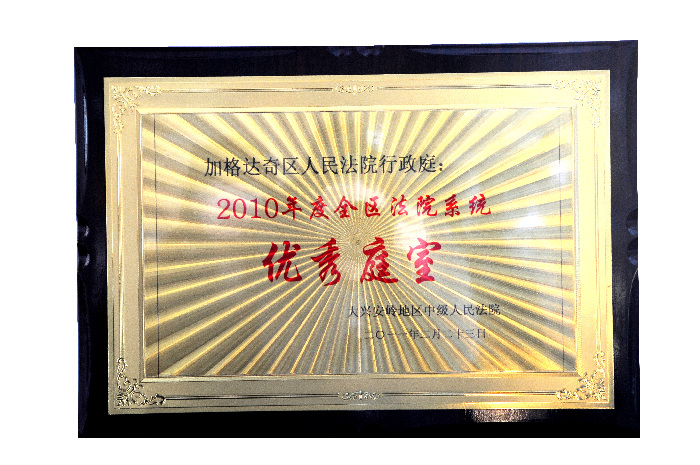 加格达奇区人民法院行政庭：
2010年度全区法院系统
优秀庭室
大兴安岭地区中级人民法院
二〇一一年二月二十三日